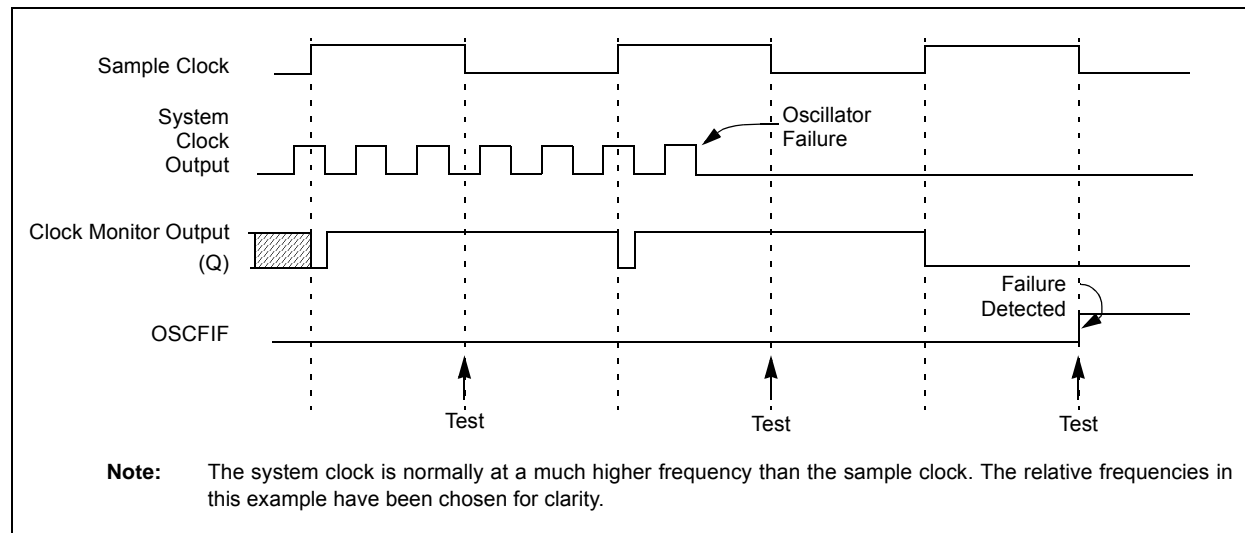 Sample Clock
System
Clock
Output
Oscillator
Failure
Clock Monitor Output
(Q)
Failure
Detected
OSCFIF
Test
Test
Test
Note: The system clock is normally at a much higher frequency than the sample clock. The relative frequencies in
this example have been chosen for clarity.